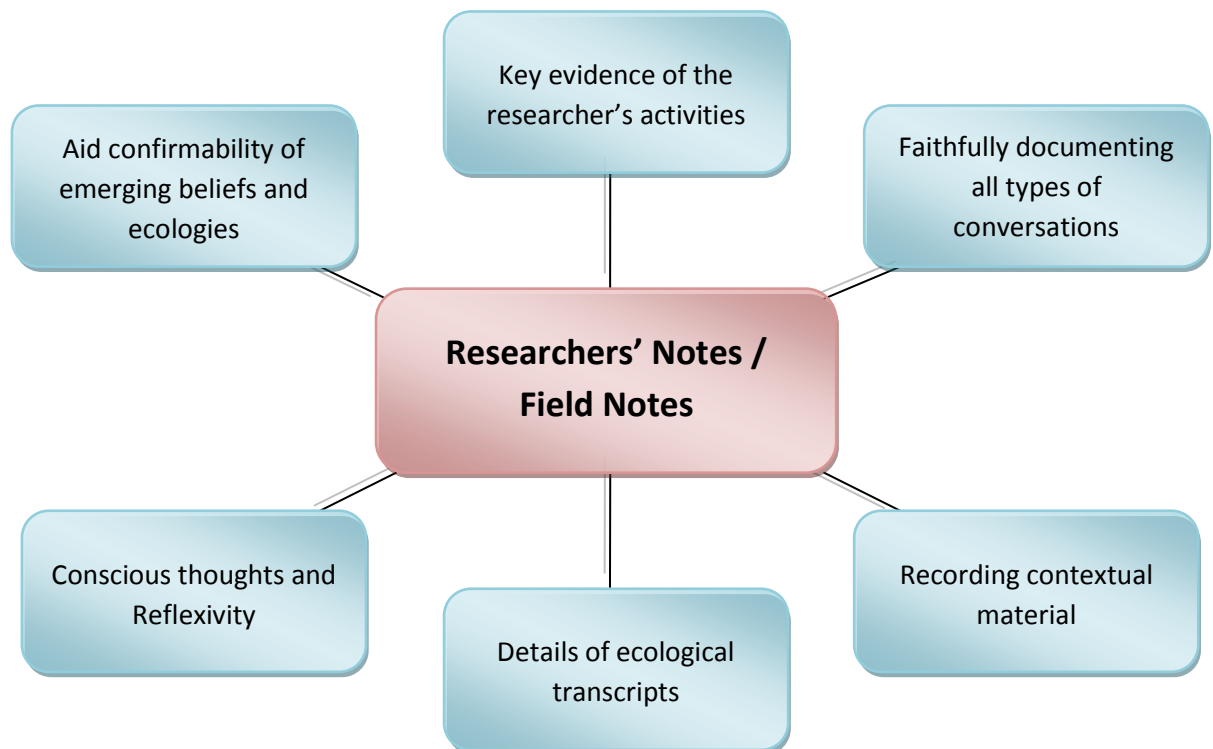 Key evidence of the
researcher’s activities
Aid confirmability of
emerging beliefs and
ecologies
Faithfully documenting
all types of
conversations
Researchers’ Notes /
Field Notes
Conscious thoughts and
Reflexivity
Recording contextual
material
Details of ecological
transcripts